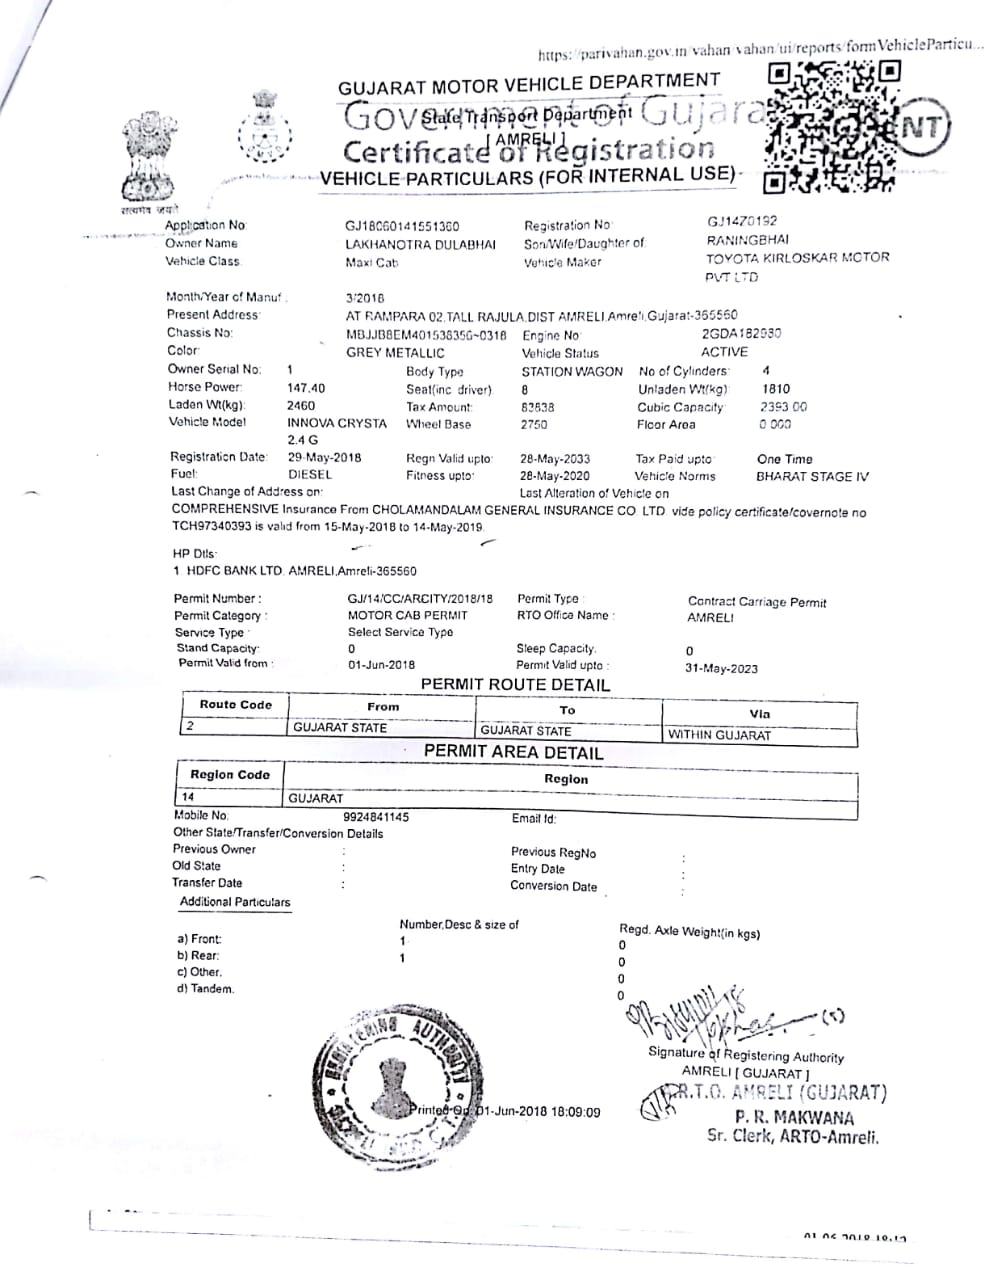 https://parivahan.gov.in/vahan/vahan/ui/reports/formVehicleParticu...
GUJARAT MOTOR VEHICLE DEPARTMENT
Government of Gujara
State Transport Department
[ AMRELI ]
Certificate of Registration
VEHICLE PARTICULARS (FOR INTERNAL USE)
NT
सत्यमेव जयते
Application No: GJ18060141551360 Registration No: GJ14Z0192
Owner Name LAKHANOTRA DULABHAI Son/Wife/Daughter of: RANINGBHAI
Vehicle Class: Maxi Cab Vehicle Maker TOYOTA KIRLOSKAR MOTOR
PVT LTD
Month/Year of Manuf.: 3/2018
Present Address: AT RAMPARA 02,TALL RAJULA,DIST AMRELI,Amreli,Gujarat-365560
Chassis No: Engine No:
Color: GREY METALLIC Vehicle Status ACTIVE
Owner Serial No: 1 Body Type STATION WAGON No of Cylinders: 4
Horse Power: 147.40 Seat(inc driver) 8 Unladen Wt(kg): 1810
Laden Wt(kg): 2460 Tax Amount: 83638 Cubic Capacity: 2393.00
Vehicle Model INNOVA CRYSTA Wheel Base 2750 Floor Area 0.000
2.4 G
Registration Date: 29-May-2018 Regn Valid upto: 28-May-2033 Tax Paid upto: One Time
Fuel: DIESEL Fitness upto: 28-May-2020 Vehicle Norms BHARAT STAGE IV
Last Change of Address on: Last Alteration of Vehicle on
COMPREHENSIVE Insurance From CHOLAMANDALAM GENERAL INSURANCE CO. LTD. vide policy certificate/covernote no
TCH97340393 is valid from 15-May-2018 to 14-May-2019.
HP Dtls:
1 HDFC BANK LTD. AMRELI,Amreli-365560
Permit Number : GJ/14/CC/ARCITY/2018/18 Permit Type : Contract Carriage Permit
Permit Category : MOTOR CAB PERMIT RTO Office Name : AMRELI
Service Type : Select Service Type
Stand Capacity: 0 Sleep Capacity: 0
Permit Valid from : 01-Jun-2018 Permit Valid upto : 31-May-2023
PERMIT ROUTE DETAIL
Route Code From To Via
2 GUJARAT STATE GUJARAT STATE WITHIN GUJARAT
PERMIT AREA DETAIL
Region Code Region
14 GUJARAT
Mobile No: 9924841145 Email Id:
Other State/Transfer/Conversion Details
Previous Owner : Previous RegNo :
Old State : Entry Date :
Transfer Date : Conversion Date :
Additional Particulars
Number,Desc & size of Regd. Axle Weight(in kgs)
a) Front: 1 0
b) Rear: 1 0
c) Other. 0
d) Tandem. 0
Signature of Registering Authority
AMRELI [ GUJARAT ]
R.T.O. AMRELI (GUJARAT)
P. R. MAKWANA
Sr. Clerk, ARTO-Amreli.
REGISTERING AUTHORITY
Printed On: 01-Jun-2018 18:09:09